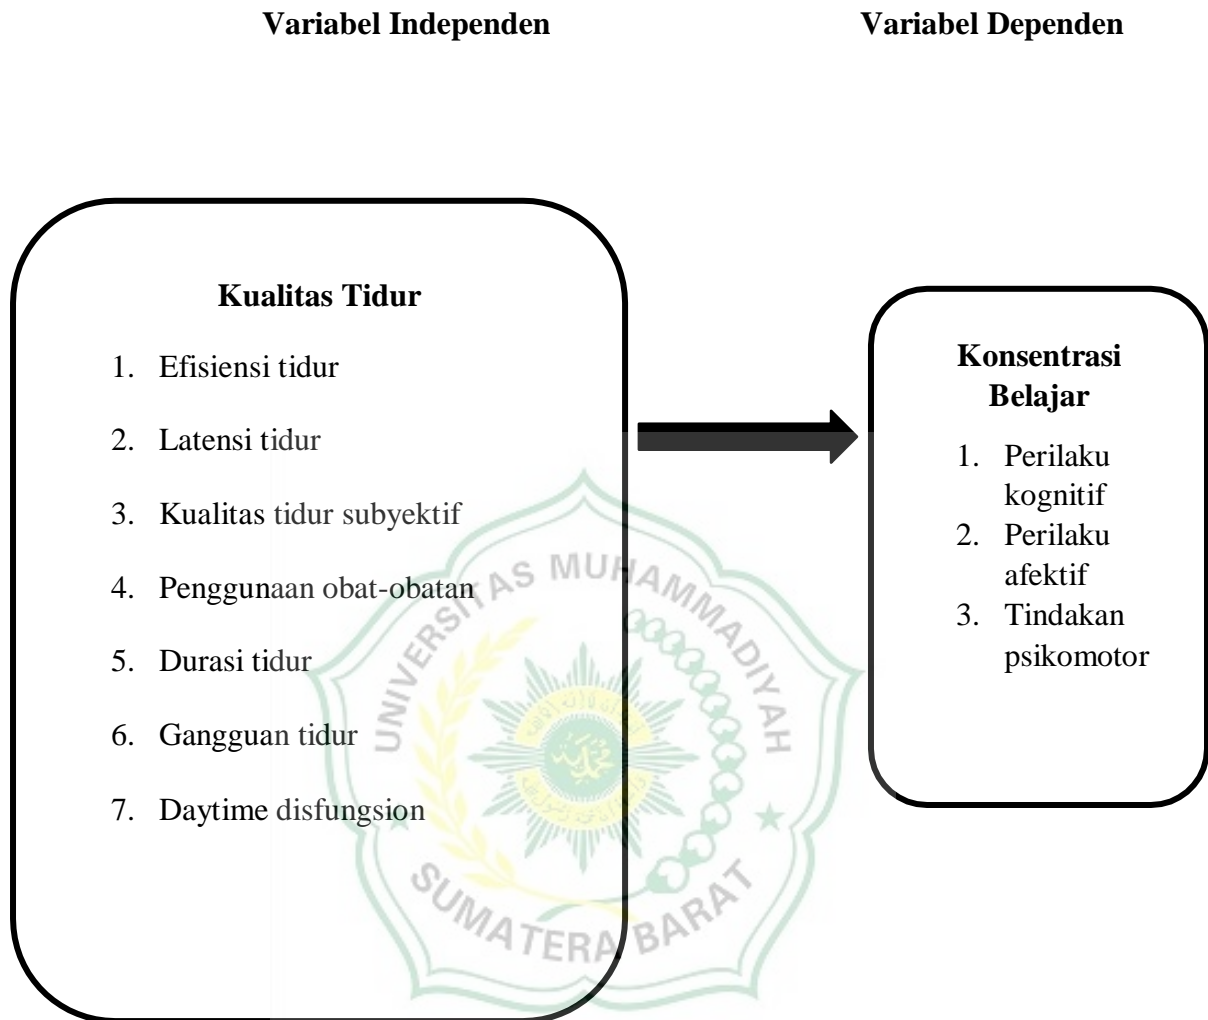 Variabel Independen
Variabel Dependen
Kualitas Tidur
1. Efisiensi tidur
2. Latensi tidur
3. Kualitas tidur subyektif
4. Penggunaan obat-obatan
5. Durasi tidur
6. Gangguan tidur
7. Daytime disfungsion
Konsentrasi
Belajar
1. Perilaku
kognitif
2. Perilaku
afektif
3. Tindakan
psikomotor
UNIVERSITAS MUHAMMADIYAH
SUMATERA BARAT